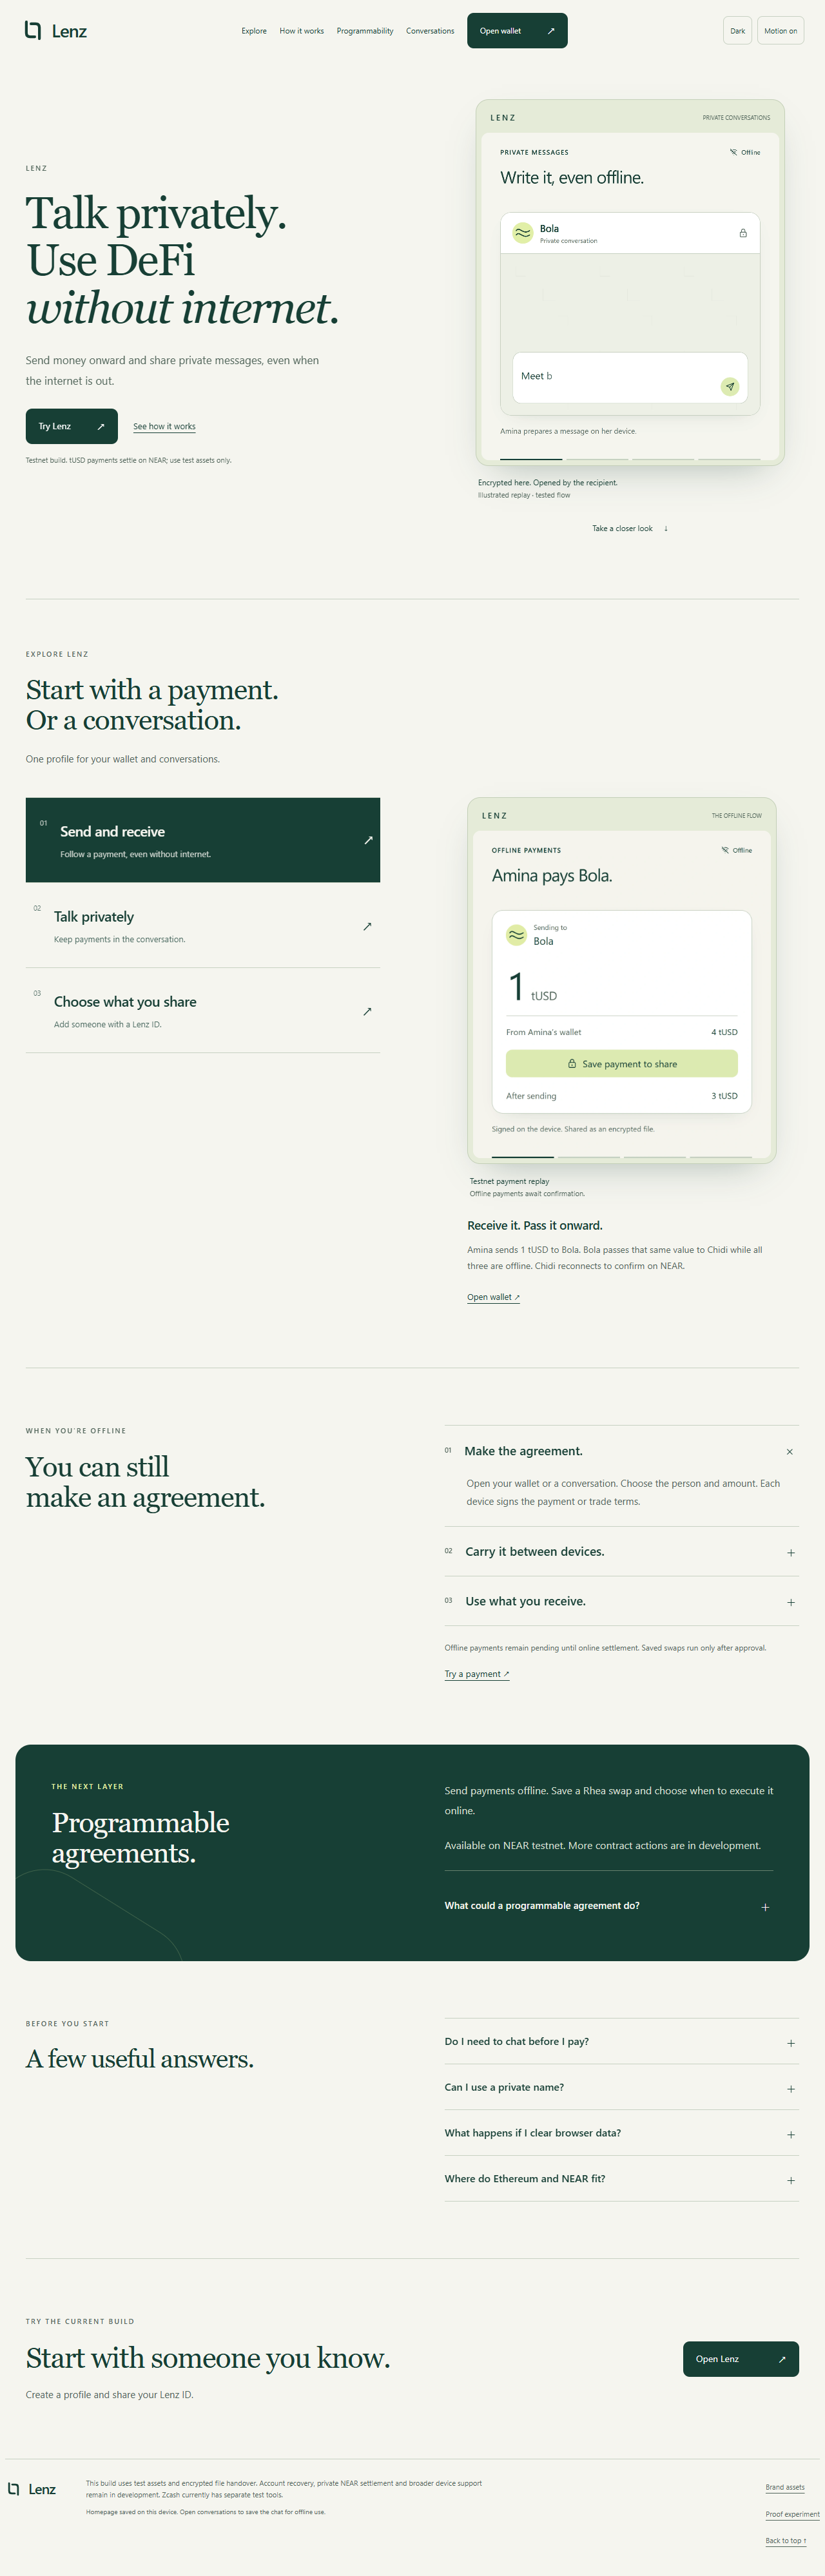 Lenz
Explore
How it works
Programmability
Conversations
Open wallet ↗
Dark
Motion on
LENZ
Talk privately.
Use DeFi
without internet.
Send money onward and share private messages, even when
the internet is out.
Try Lenz ↗
See how it works
Testnet build. tUSD payments settle on NEAR; use test assets only.
LENZ
PRIVATE CONVERSATIONS
PRIVATE MESSAGES
Offline
Write it, even offline.
Bola
Private conversation
Meet b
Amina prepares a message on her device.
Encrypted here. Opened by the recipient.
Illustrated replay · tested flow
Take a closer look ↓
EXPLORE LENZ
Start with a payment.
Or a conversation.
One profile for your wallet and conversations.
01
Send and receive
Follow a payment, even without internet.
↗
02
Talk privately
Keep payments in the conversation.
↗
03
Choose what you share
Add someone with a Lenz ID.
↗
LENZ
THE OFFLINE FLOW
OFFLINE PAYMENTS
Offline
Amina pays Bola.
Sending to
Bola
1 tUSD
From Amina's wallet
4 tUSD
Save payment to share
After sending
3 tUSD
Signed on the device. Shared as an encrypted file.
Testnet payment replay
Offline payments await confirmation.
Receive it. Pass it onward.
Amina sends 1 tUSD to Bola. Bola passes that same value to Chidi while all
three are offline. Chidi reconnects to confirm on NEAR.
Open wallet ↗
WHEN YOU'RE OFFLINE
You can still
make an agreement.
01
Make the agreement.
×
Open your wallet or a conversation. Choose the person and amount. Each
device signs the payment or trade terms.
02
Carry it between devices.
+
03
Use what you receive.
+
Offline payments remain pending until online settlement. Saved swaps run only after approval.
Try a payment ↗
THE NEXT LAYER
Programmable
agreements.
Send payments offline. Save a Rhea swap and choose when to execute it
online.
Available on NEAR testnet. More contract actions are in development.
What could a programmable agreement do?
+
BEFORE YOU START
A few useful answers.
Do I need to chat before I pay?
+
Can I use a private name?
+
What happens if I clear browser data?
+
Where do Ethereum and NEAR fit?
+
TRY THE CURRENT BUILD
Start with someone you know.
Create a profile and share your Lenz ID.
Open Lenz ↗
Lenz
This build uses test assets and encrypted file handover. Account recovery, private NEAR settlement and broader device support
remain in development. Zcash currently has separate test tools.
Homepage saved on this device. Open conversations to save the chat for offline use.
Brand assets
Proof experiment
Back to top ↑